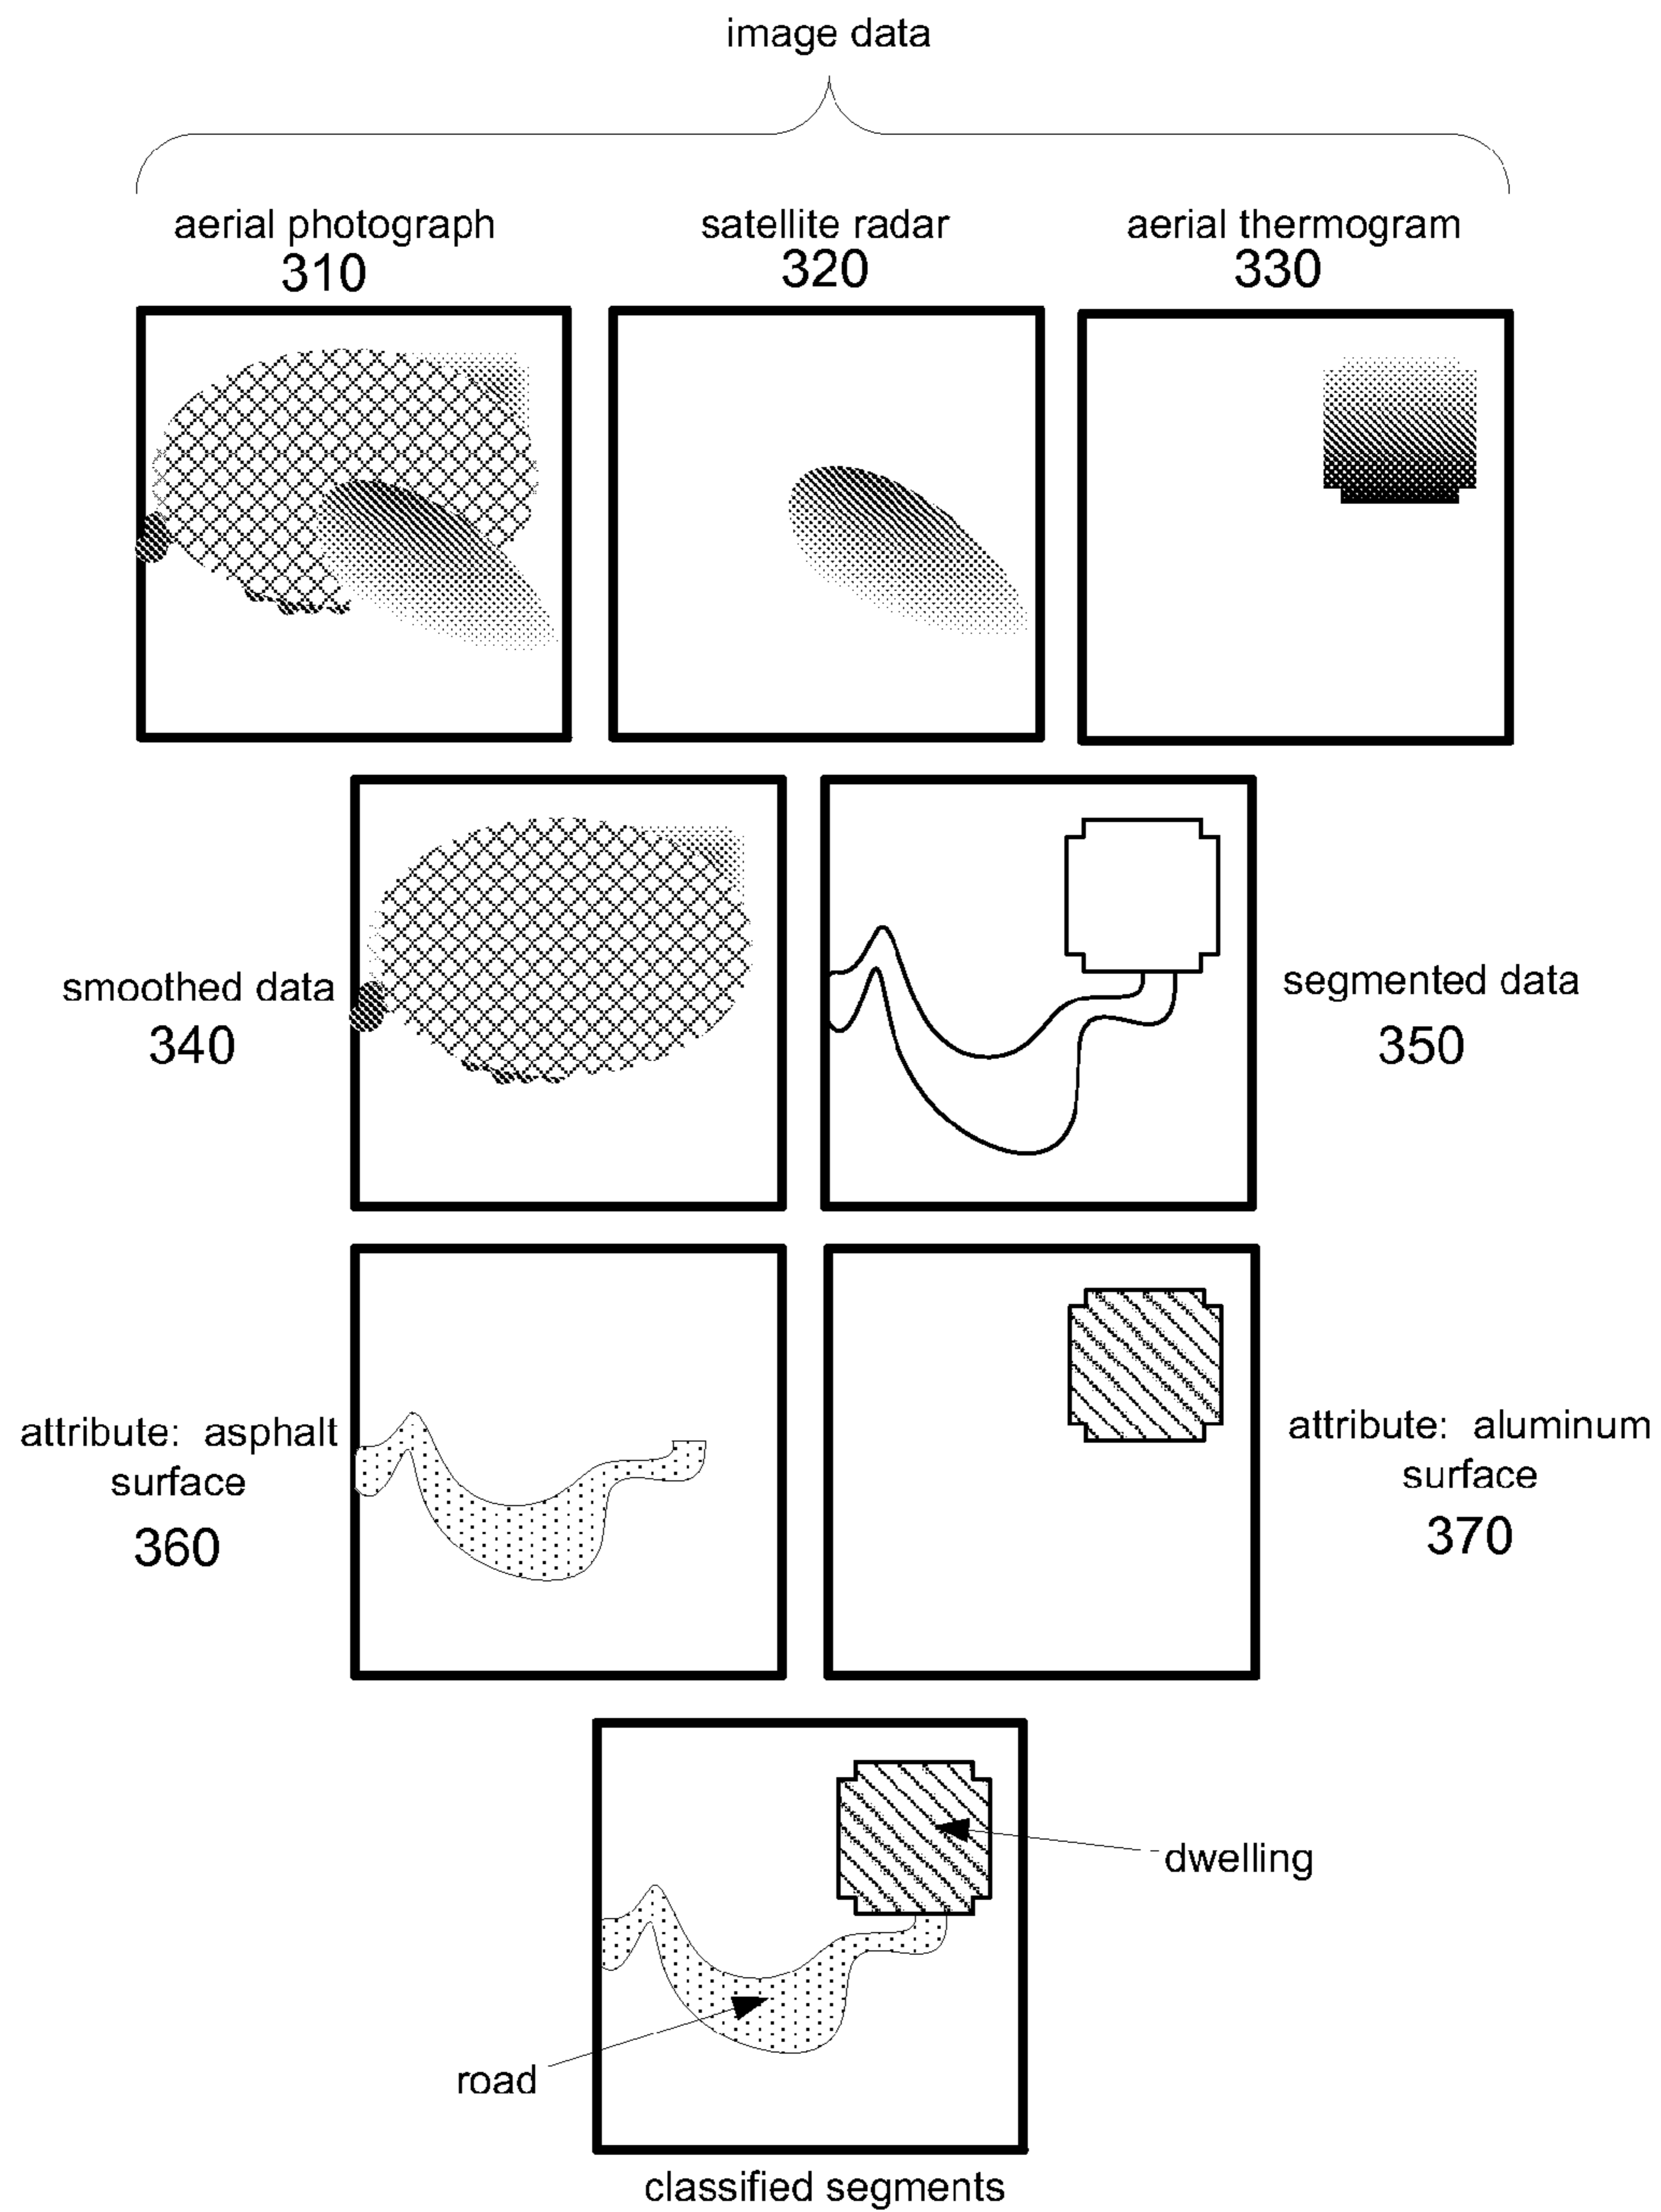 image data
aerial photograph
310
satellite radar
320
aerial thermogram
330
smoothed data
340
segmented data
350
attribute: asphalt
surface
360
attribute: aluminum
surface
370
dwelling
road
classified segments